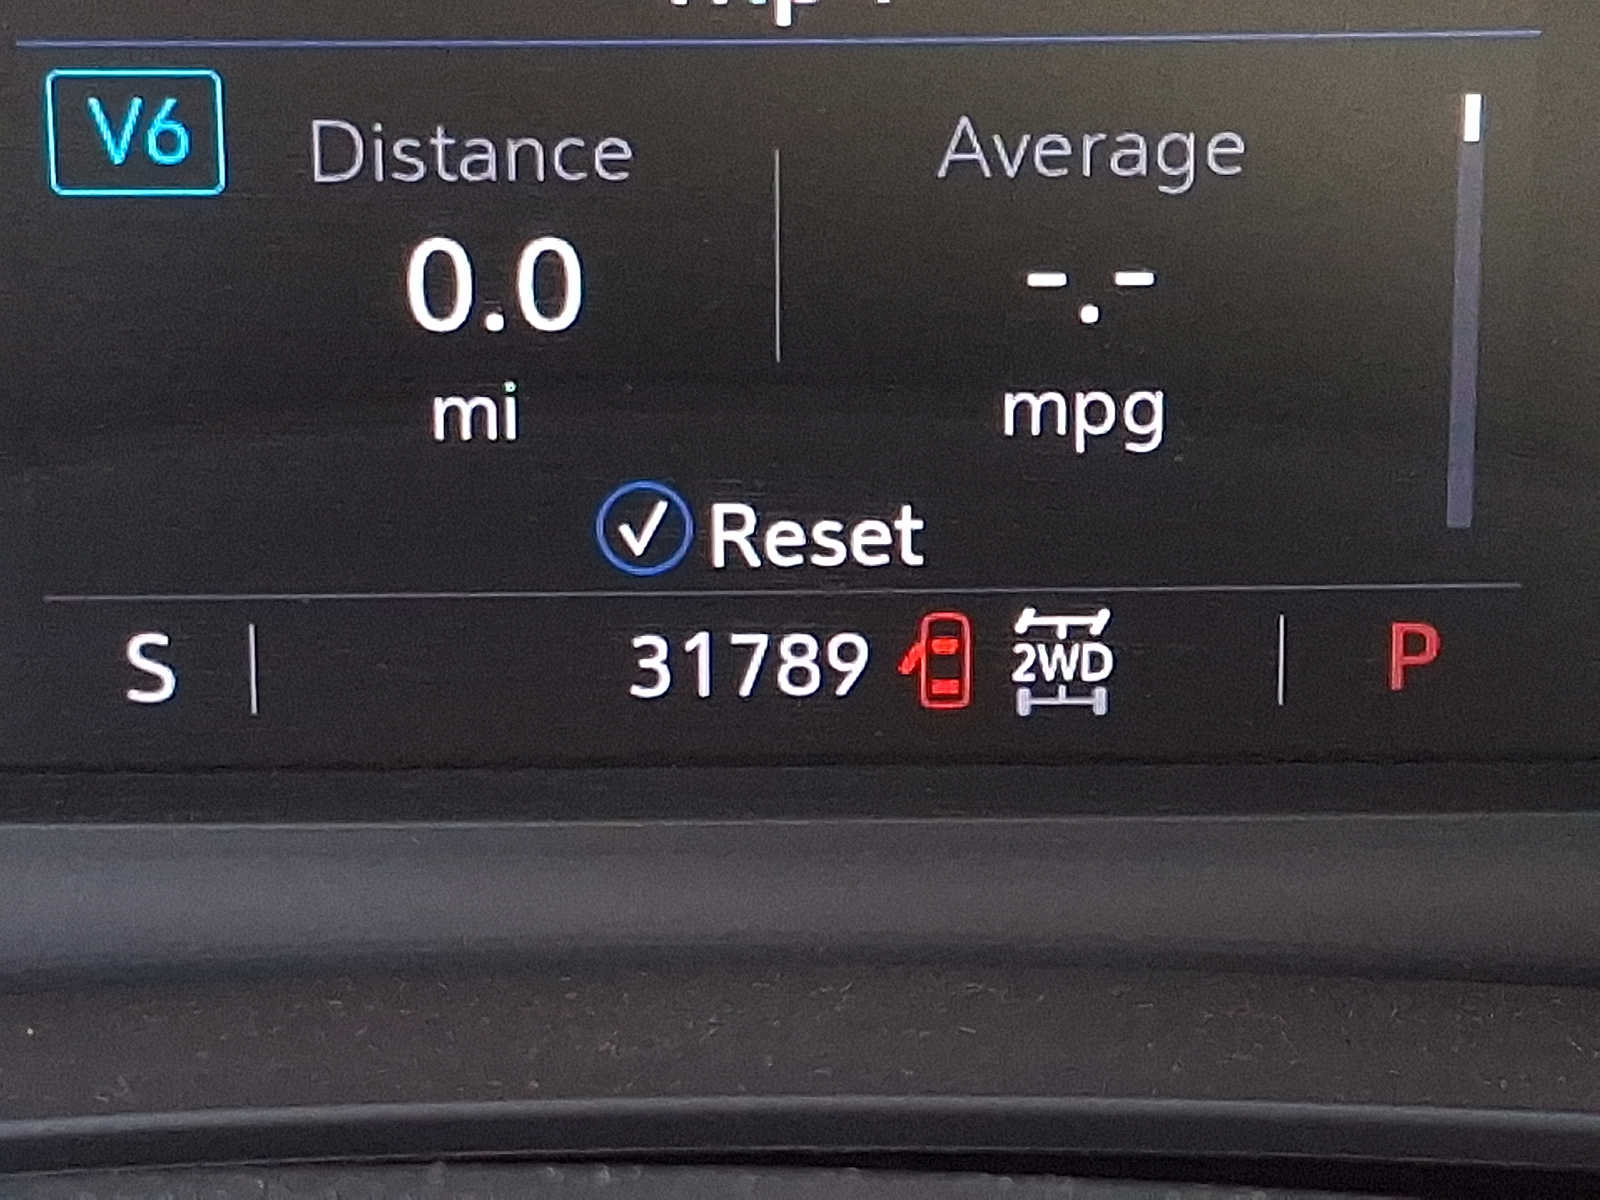 V6
Distance
Average
0.0
-.-
mi
mpg
Reset
S
31789
2WD
P